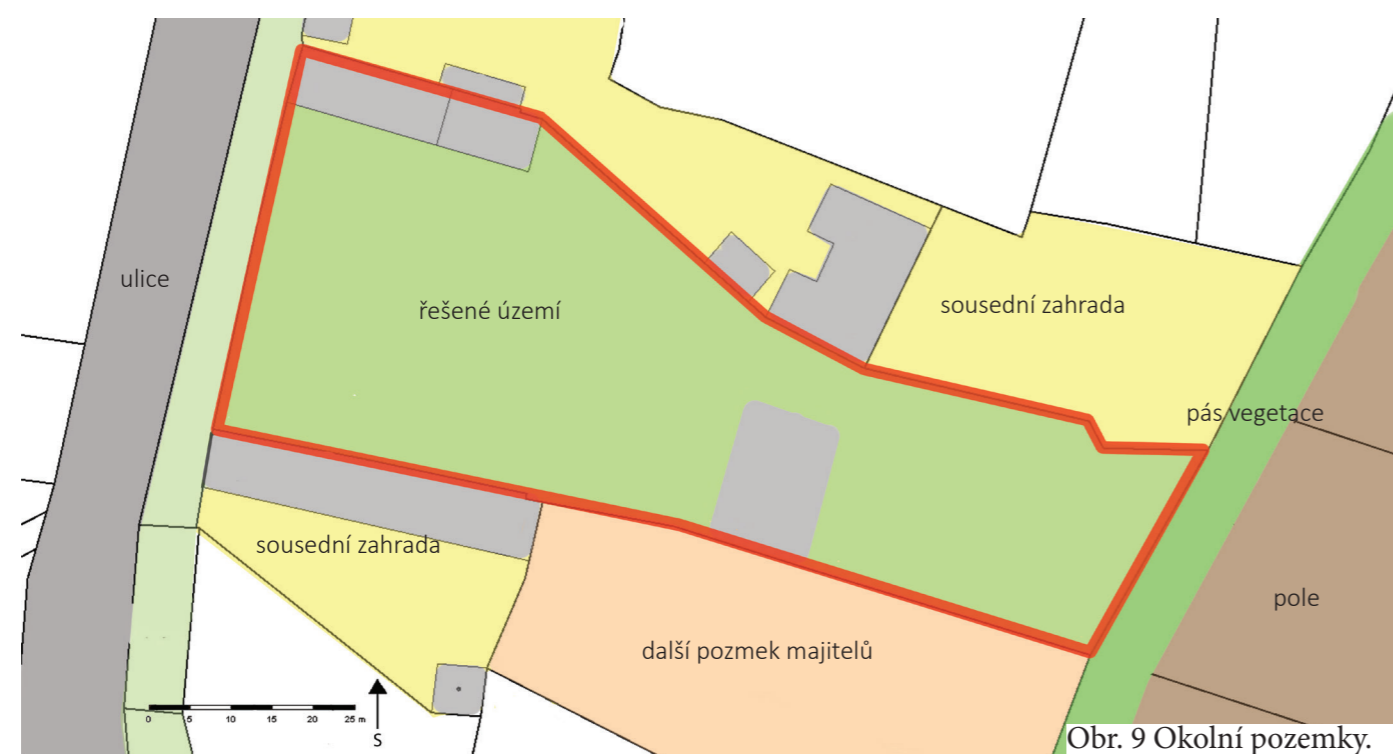 ulice
řešené území
sousední zahrada
pás vegetace
sousední zahrada
pole
další pozmek majitelů
0 5 10 15 20 25 m
S
Obr. 9 Okolní pozemky.